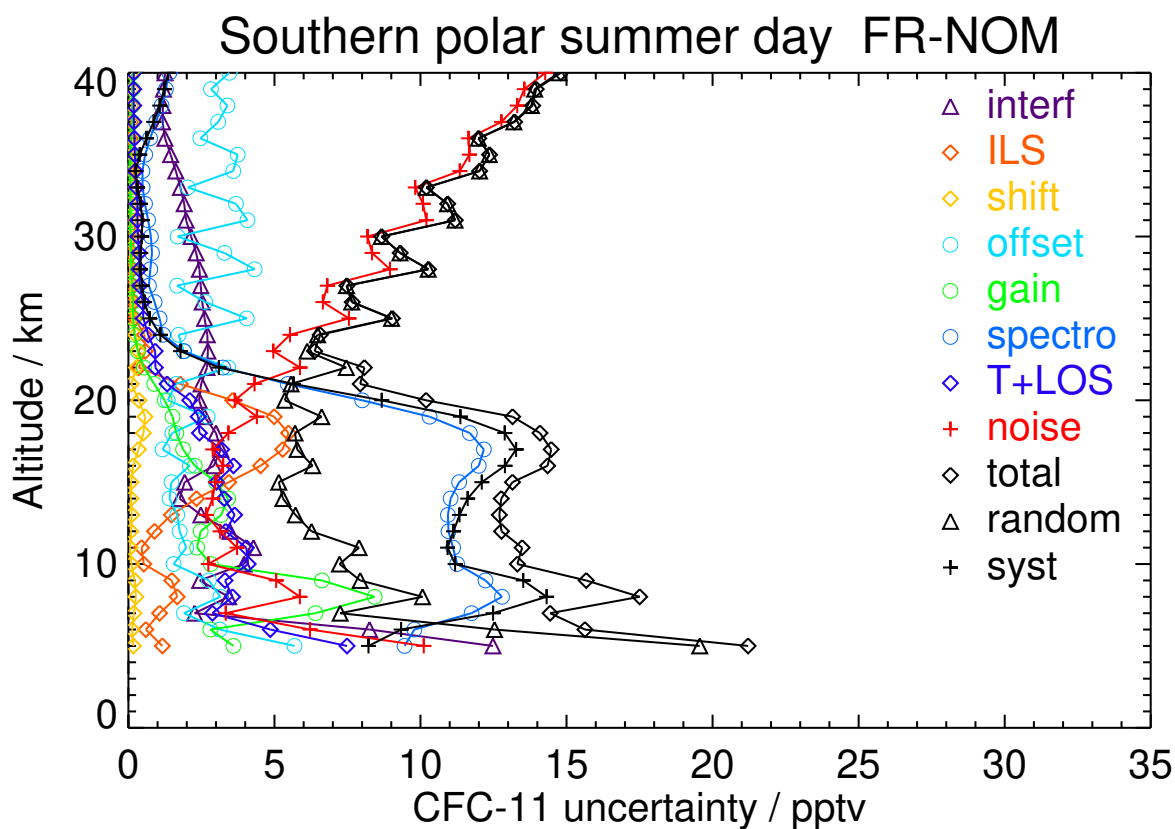 Southern polar summer day FR-NOM
Altitude / km
40
30
20
10
0
0 5 10 15 20 25 30 35
CFC-11 uncertainty / pptv
interf
ILS
shift
offset
gain
spectro
T+LOS
noise
total
random
syst